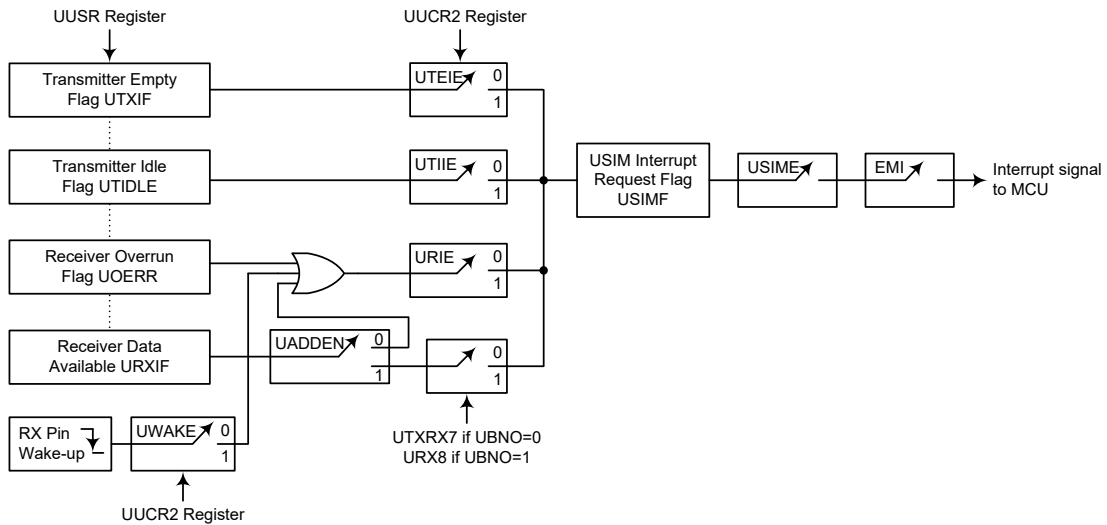 UUSR Register
UUCR2 Register
Transmitter Empty
Flag UTXIF
UTEIE
0
1
Transmitter Idle
Flag UTIDLE
UTIIE
0
1
USIM Interrupt
Request Flag
USIMF
USIME
EMI
Interrupt signal
to MCU
Receiver Overrun
Flag UOERR
URIE
0
1
Receiver Data
Available URXIF
UADDEN
0
1
0
1
RX Pin
Wake-up
UWAKE
0
1
UTXRX7 if UBNO=0
URX8 if UBNO=1
UUCR2 Register